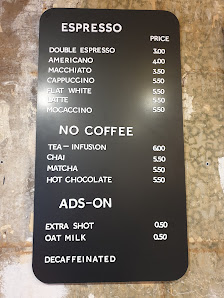 ESPRESSO
PRICE
DOUBLE ESPRESSO 3.00
AMERICANO 4.00
MACCHIATO 3.50
CAPPUCCINO 5.50
FLAT WHITE 5.50
LATTE 5.50
MOCACCINO 5.50
NO COFFEE
TEA - INFUSION 6.00
CHAI 5.50
MATCHA 5.50
HOT CHOCOLATE 5.50
ADS-ON
EXTRA SHOT 0.50
OAT MILK 0.50
DECAFFEINATED